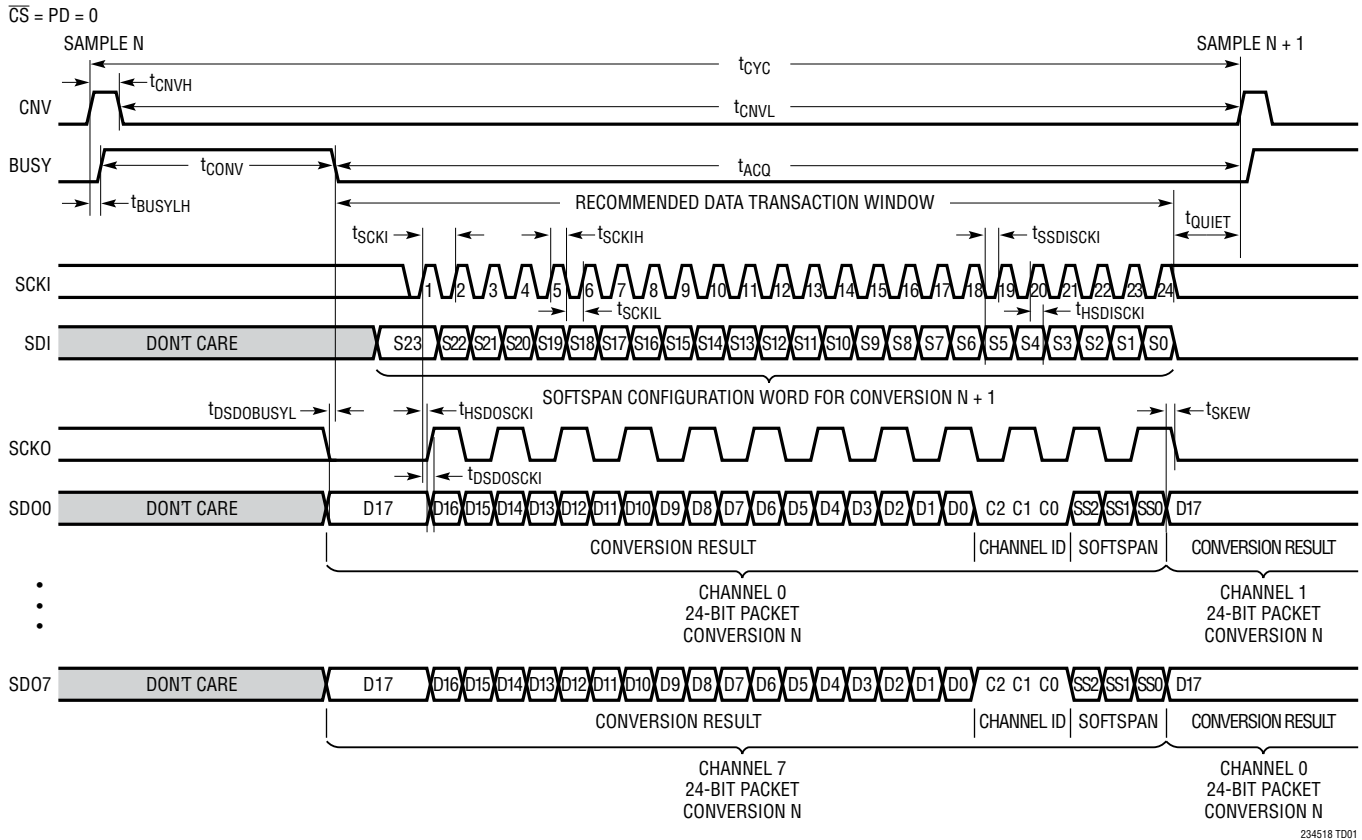 CS = PD = 0
SAMPLE N
SAMPLE N + 1
tCYC
tCNVH
CNV
tCNVL
BUSY
tCONV
tACQ
tBUSYLH
RECOMMENDED DATA TRANSACTION WINDOW
tSCKI
tSCKIH
tSSDISCKI
tQUIET
SCKI
1 2 3 4 5 6 7 8 9 10 11 12 13 14 15 16 17 18 19 20 21 22 23 24
tSCKIL
tHSDISCKI
SDI
DON'T CARE
S23 S22 S21 S20 S19 S18 S17 S16 S15 S14 S13 S12 S11 S10 S9 S8 S7 S6 S5 S4 S3 S2 S1 S0
SOFTSPAN CONFIGURATION WORD FOR CONVERSION N + 1
tDSDOBUSYL
tHSDOSCKI
tSKEW
SCKO
tDSDOSCKI
SDO0
DON'T CARE
D17 D16 D15 D14 D13 D12 D11 D10 D9 D8 D7 D6 D5 D4 D3 D2 D1 D0 C2 C1 C0 SS2 SS1 SS0 D17
CONVERSION RESULT
CHANNEL ID
SOFTSPAN
CONVERSION RESULT
CHANNEL 0
24-BIT PACKET
CONVERSION N
CHANNEL 1
24-BIT PACKET
CONVERSION N
SDO7
DON'T CARE
D17 D16 D15 D14 D13 D12 D11 D10 D9 D8 D7 D6 D5 D4 D3 D2 D1 D0 C2 C1 C0 SS2 SS1 SS0 D17
CONVERSION RESULT
CHANNEL ID
SOFTSPAN
CONVERSION RESULT
CHANNEL 7
24-BIT PACKET
CONVERSION N
CHANNEL 0
24-BIT PACKET
CONVERSION N
234518 TD01